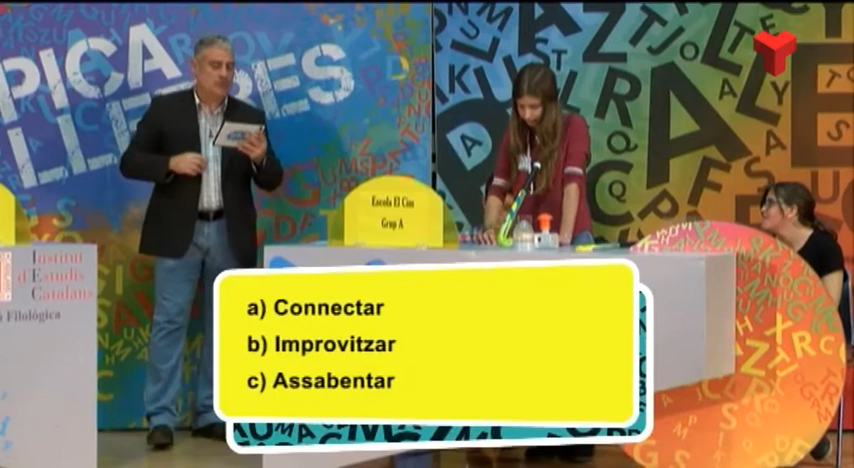 PICA
LLETRES
Escola El Cim
Grup A
Institut
d'Estudis
Catalans
Filològica
a) Connectar
b) Improvitzar
c) Assabentar